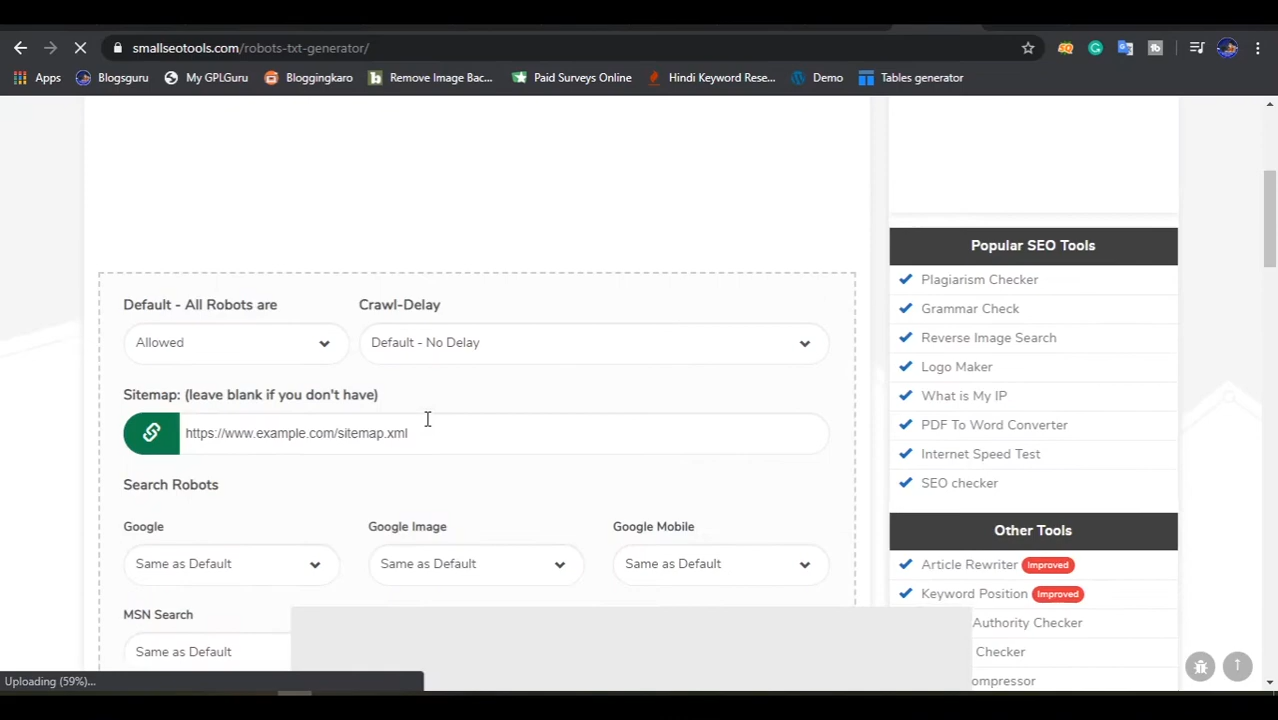 smallseotools.com/robots-txt-generator/
Apps Blogsguru My GPLGuru Bloggingkaro Remove Image Bac... Paid Surveys Online Hindi Keyword Rese... Demo Tables generator
Popular SEO Tools
Plagiarism Checker
Grammar Check
Reverse Image Search
Logo Maker
What is My IP
PDF To Word Converter
Internet Speed Test
SEO checker
Other Tools
Article Rewriter Improved
Keyword Position Improved
Authority Checker
Checker
ompressor
Default - All Robots are Crawl-Delay
Allowed Default - No Delay
Sitemap: (leave blank if you don't have)
https://www.example.com/sitemap.xml
Search Robots
Google Google Image Google Mobile
Same as Default Same as Default Same as Default
MSN Search
Same as Default
Uploading (59%)...